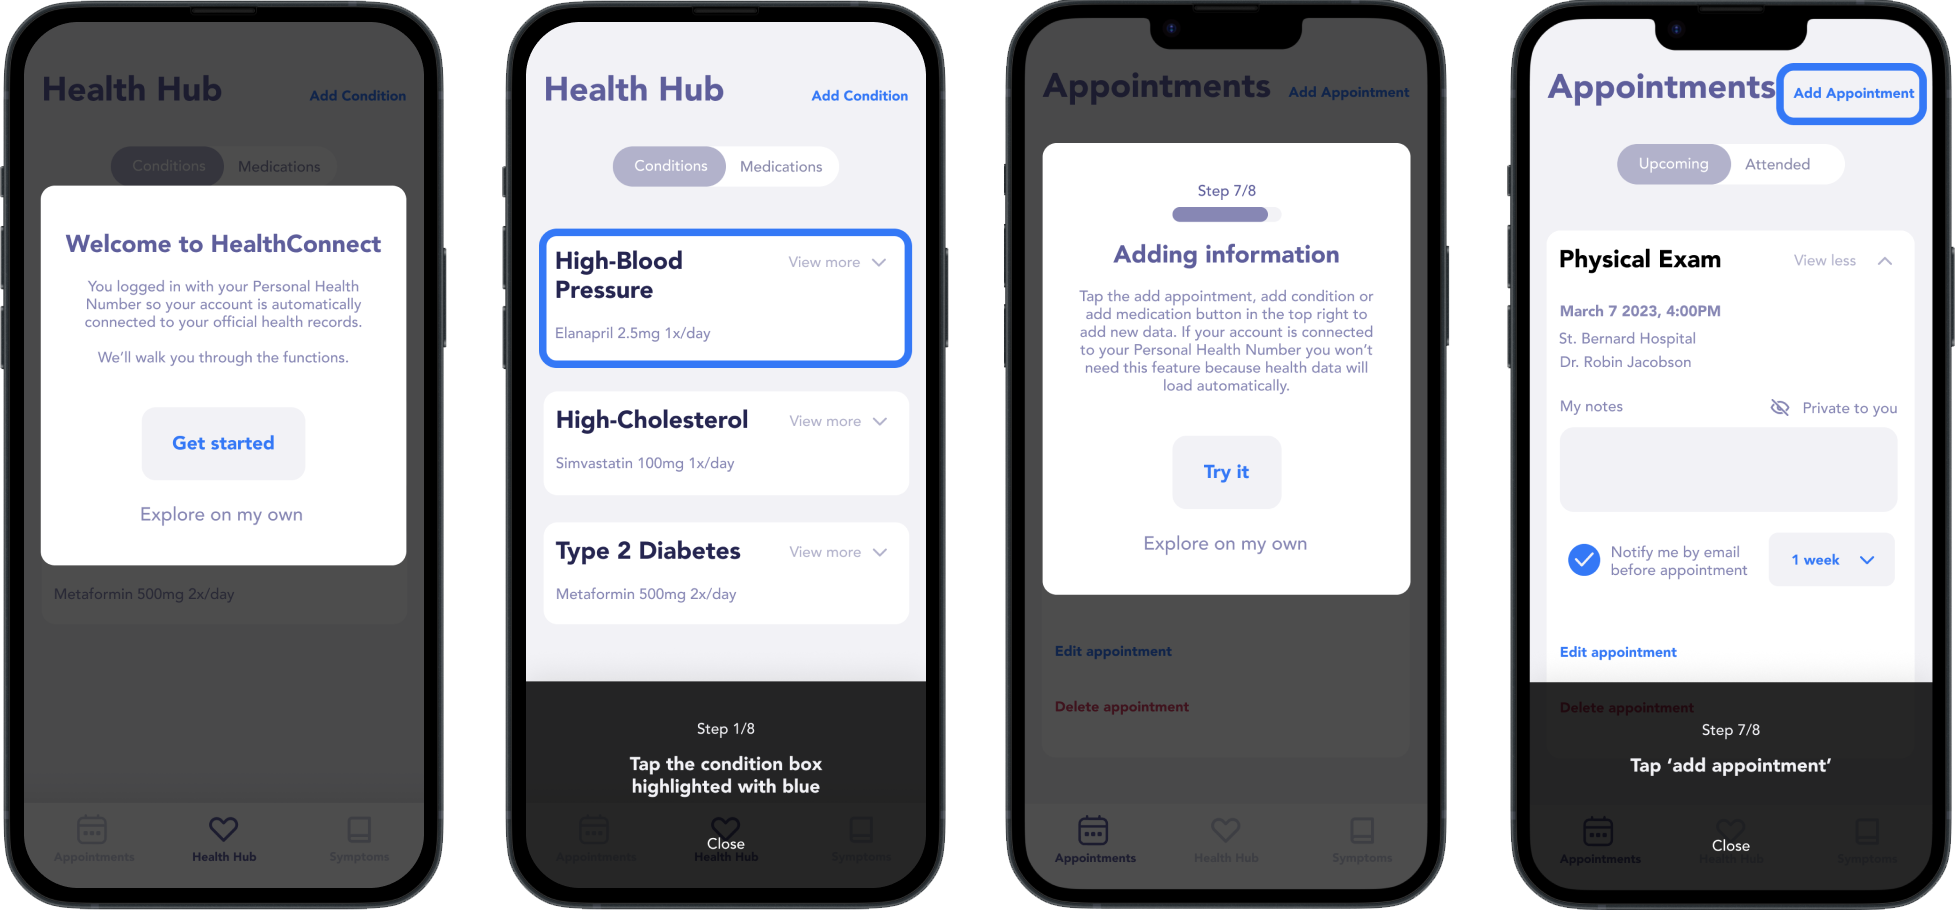 Health Hub
Add Condition
Conditions
Medications
Welcome to HealthConnect
You logged in with your Personal Health
Number so your account is automatically
connected to your official health records.
We’ll walk you through the functions.
Get started
Explore on my own
Metaformin 500mg 2x/day
Appointments
Health Hub
Symptoms
Health Hub
Add Condition
Conditions
Medications
High-Blood
Pressure
View more
Elanapril 2.5mg 1x/day
High-Cholesterol
View more
Simvastatin 100mg 1x/day
Type 2 Diabetes
View more
Metaformin 500mg 2x/day
Step 1/8
Tap the condition box
highlighted with blue
Close
Appointments
Health Hub
Symptoms
Appointments
Add Appointment
Step 7/8
Adding information
Tap the add appointment, add condition or
add medication button in the top right to
add new data. If your account is connected
to your Personal Health Number you won’t
need this feature because health data will
load automatically.
Try it
Explore on my own
Edit appointment
Delete appointment
Appointments
Health Hub
Symptoms
Appointments
Add Appointment
Upcoming
Attended
Physical Exam
View less
March 7 2023, 4:00PM
St. Bernard Hospital
Dr. Robin Jacobson
My notes
Private to you
Notify me by email
before appointment
1 week
Edit appointment
Delete appointment
Step 7/8
Tap ‘add appointment’
Close
Appointments
Health Hub
Symptoms